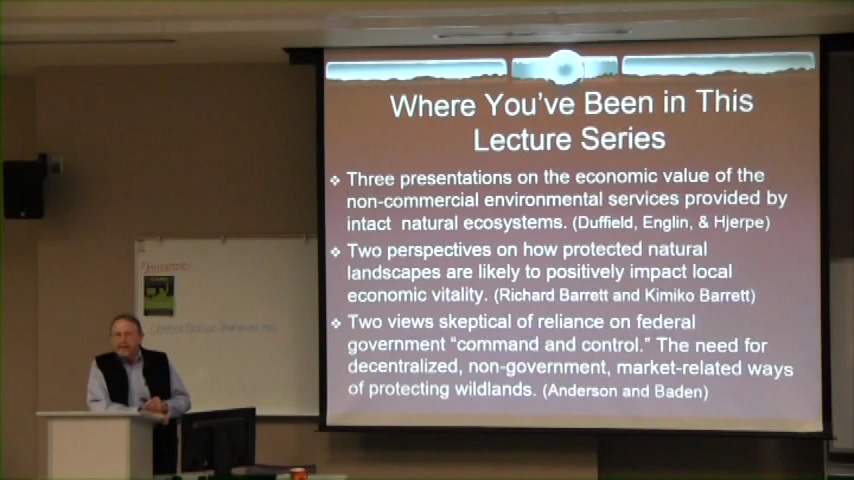 Where You've Been in This
Lecture Series
Three presentations on the economic value of the
non-commercial environmental services provided by
intact natural ecosystems. (Duffield, Englin, & Hjerpe)
Two perspectives on how protected natural
landscapes are likely to positively impact local
economic vitality. (Richard Barrett and Kimiko Barrett)
Two views skeptical of reliance on federal
government “command and control.” The need for
decentralized, non-government, market-related ways
of protecting wildlands. (Anderson and Baden)